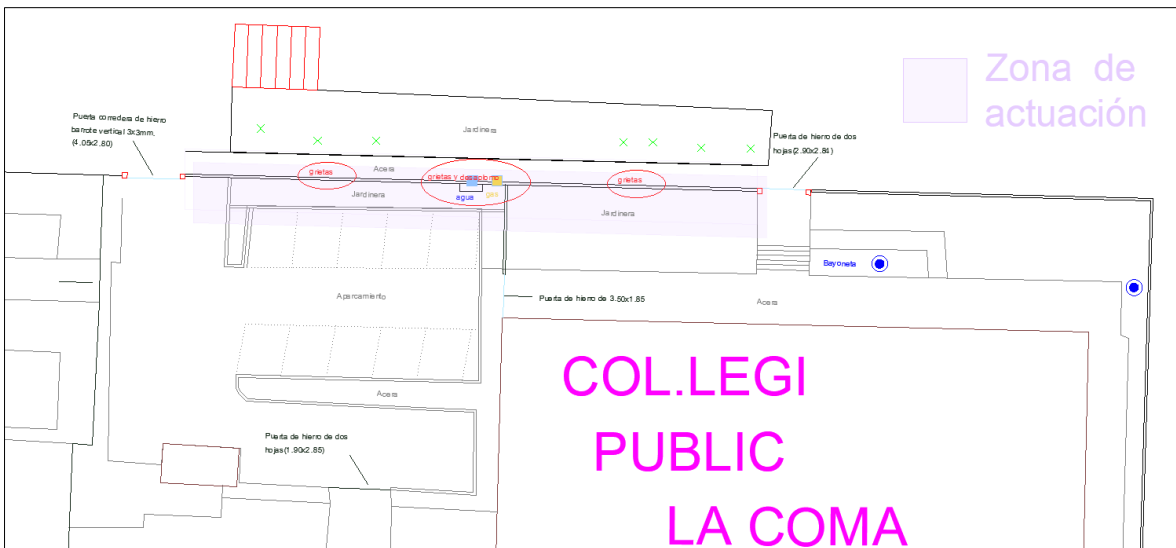 Zona de
actuación
Puerta corredera de hierro
barrote vertical 3x3mm.
(4.05x2.80)
Jardinera
Puerta de hierro de dos
hojas(2.90x2.84)
Acera
grietas
grietas y desplomo
grietas
Jardinera
agua
gas
Jardinera
Bayoneta
Aparcamiento
Puerta de hierro de 3.50x1.85
Acera
Acera
COL.LEGI
PUBLIC
LA COMA
Puerta de hierro de dos
hojas(1.90x2.85)